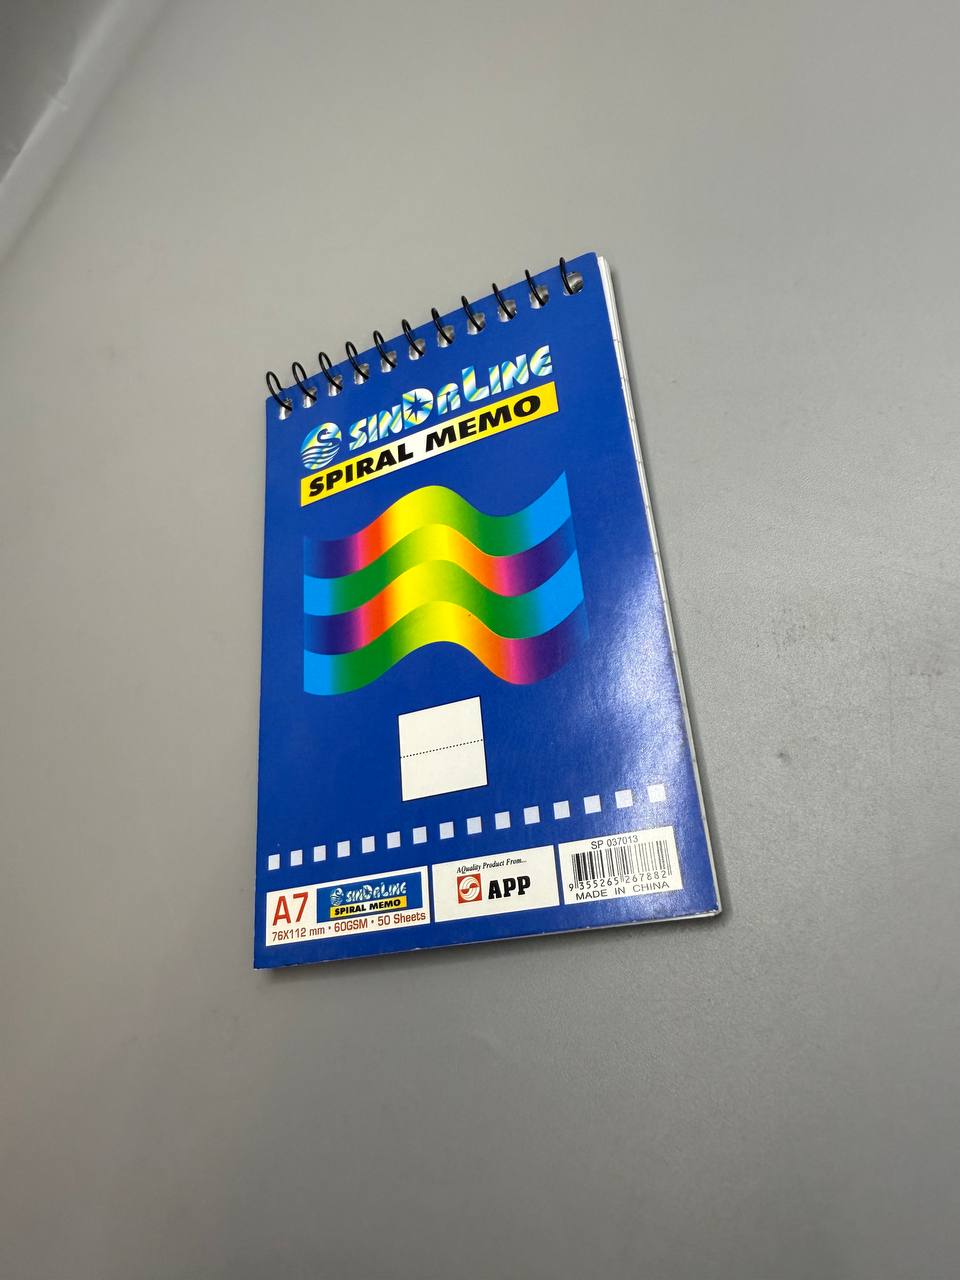 SinDaLine
SPIRAL MEMO
A7
SinDaLine
SPIRAL MEMO
76X112 mm • 60GSM • 50 Sheets
A Quality Product From...
APP
SP 037013
9 355265 267882
MADE IN CHINA